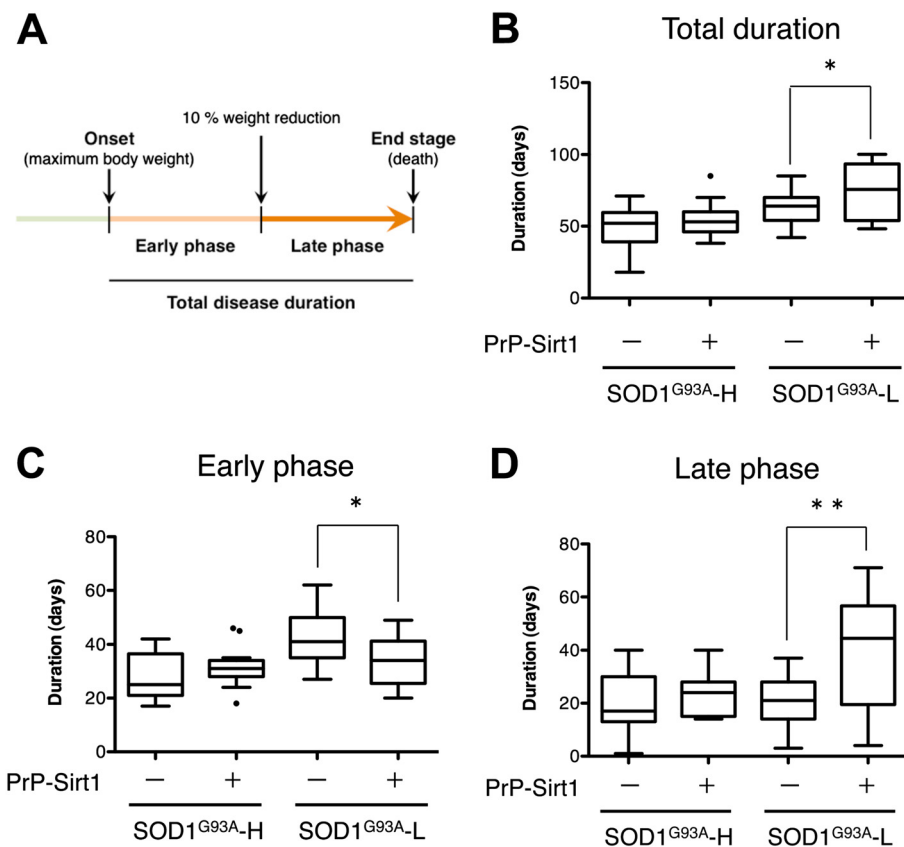 A
10 % weight reduction
Onset
(maximum body weight)
End stage
(death)
Early phase
Late phase
Total disease duration
B
Total duration
*
Duration (days)
150
100
50
0
PrP-Sirt1
− + − +
SOD1G93A-H
SOD1G93A-L
C
Early phase
*
Duration (days)
80
60
40
20
0
PrP-Sirt1
− + − +
SOD1G93A-H
SOD1G93A-L
D
Late phase
* *
Duration (days)
80
60
40
20
0
PrP-Sirt1
− + − +
SOD1G93A-H
SOD1G93A-L